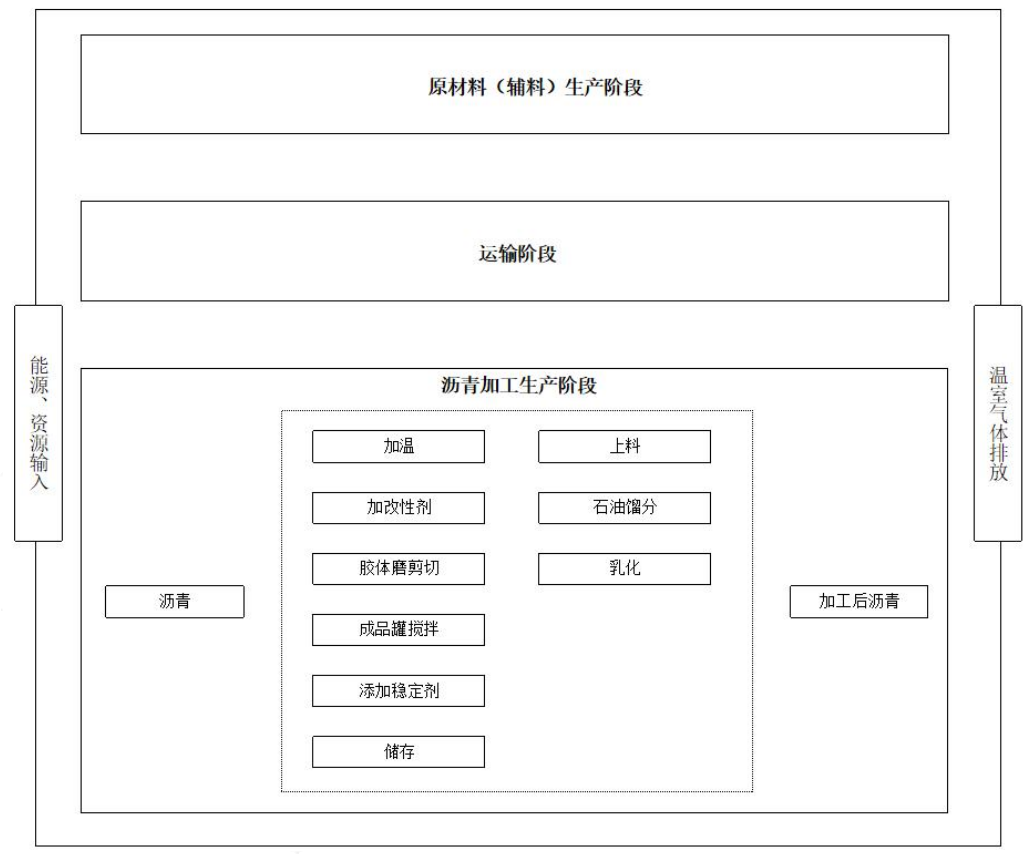 原材料（辅料）生产阶段
运输阶段
能源、资源输入
温室气体排放
沥青加工生产阶段
加温
上料
加改性剂
石油馏分
胶体磨剪切
乳化
沥青
加工后沥青
成品罐搅拌
添加稳定剂
储存